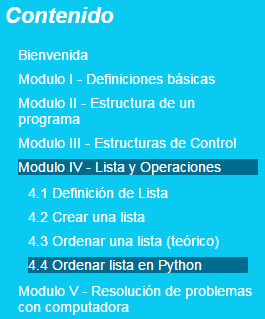 Contenido
Bienvenida
Modulo I - Definiciones básicas
Modulo II - Estructura de un
programa
Modulo III - Estructuras de Control
Modulo IV - Lista y Operaciones
4.1 Definición de Lista
4.2 Crear una lista
4.3 Ordenar una lista (teórico)
4.4 Ordenar lista en Python
Modulo V - Resolución de problemas
con computadora